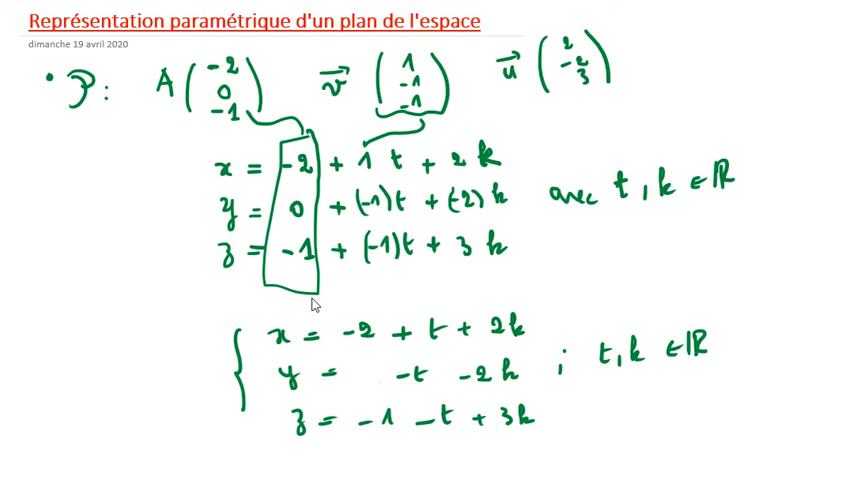 Représentation paramétrique d'un plan de l'espace
dimanche 19 avril 2020
• P : A (-2 0 -1) v⃗ (1 -1 -1) u⃗ (2 -2 3)
x = -2 + 1 t + 2 k
y = 0 + (-1)t + (-2)k avec t, k ∈ ℝ
z = -1 + (-1)t + 3 k
{ x = -2 + t + 2k
y = -t -2k ; t, k ∈ ℝ
z = -1 - t + 3k